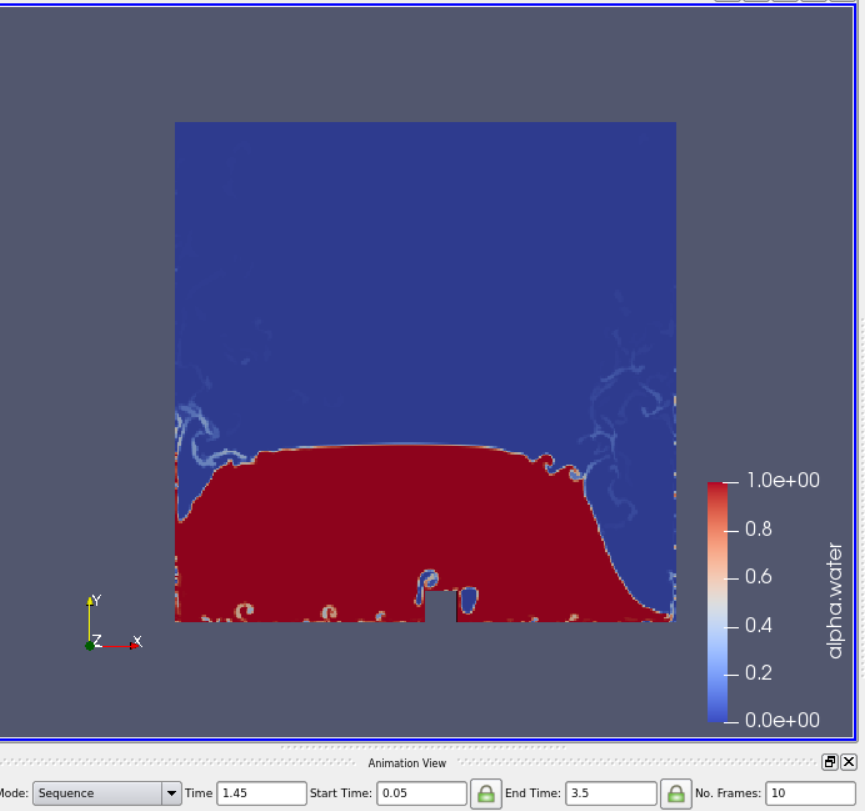 1.0e+00
0.8
0.6
0.4
0.2
0.0e+00
alpha.water
Y
Z
X
Animation View
Mode: Sequence Time 1.45 Start Time: 0.05 End Time: 3.5 No. Frames: 10